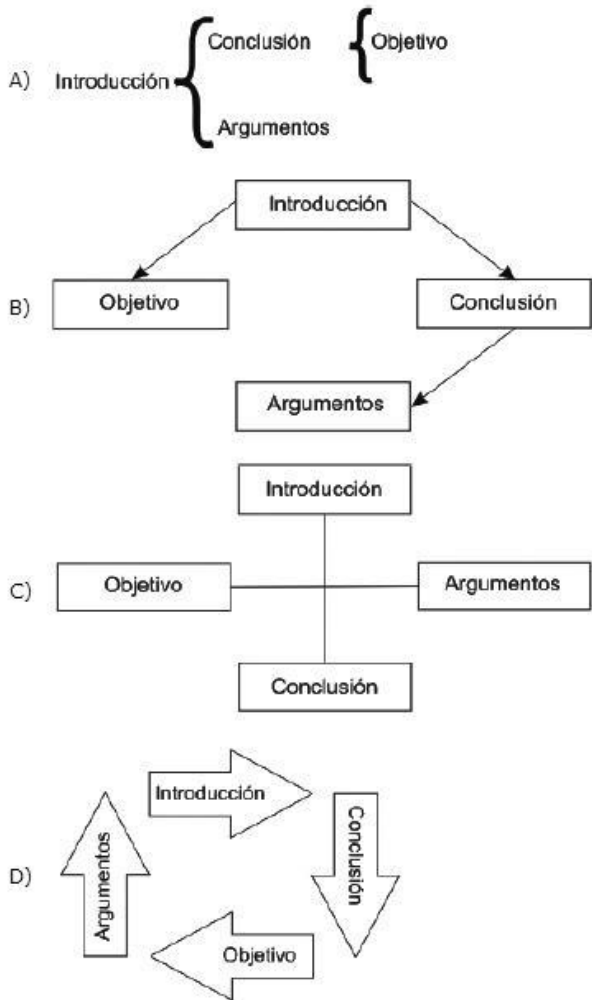 A) Introducción
Conclusión
Objetivo
Argumentos
B)
Introducción
Objetivo
Conclusión
Argumentos
C)
Introducción
Objetivo
Argumentos
Conclusión
D)
Introducción
Conclusión
Objetivo
Argumentos